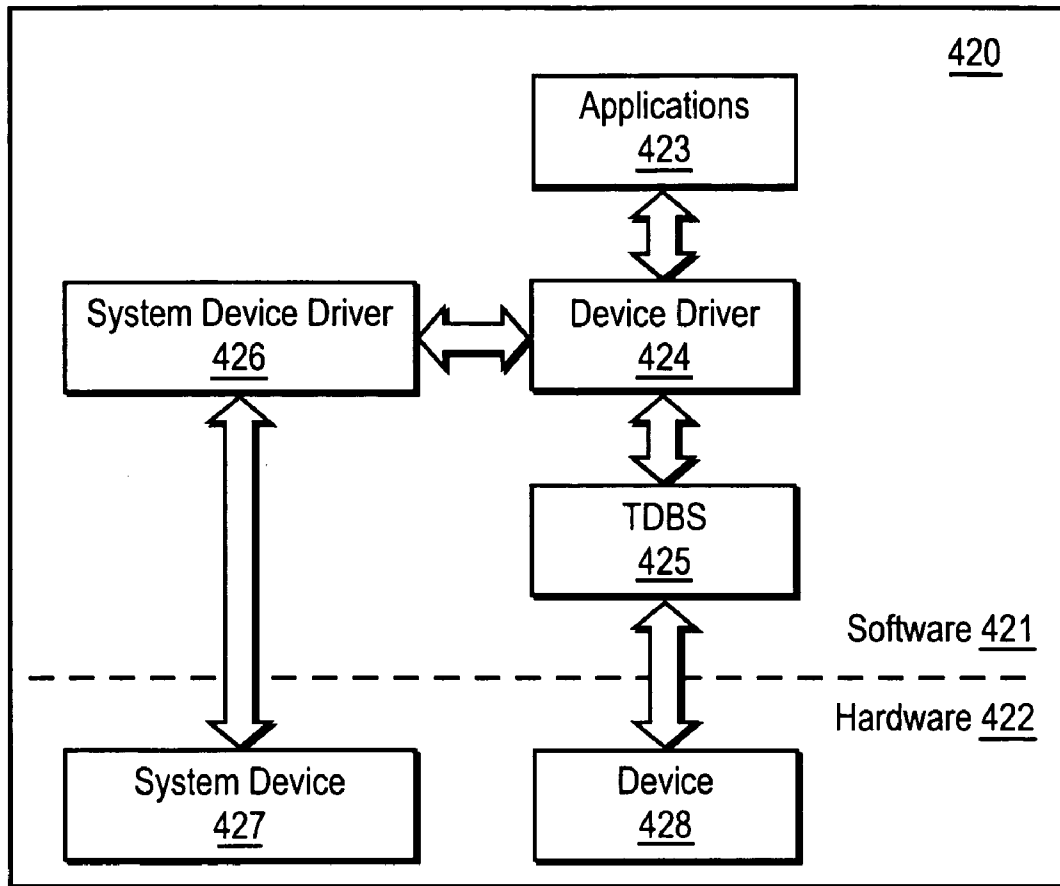 420
Applications
423
System Device Driver
426
Device Driver
424
TDBS
425
Software 421
Hardware 422
System Device
427
Device
428